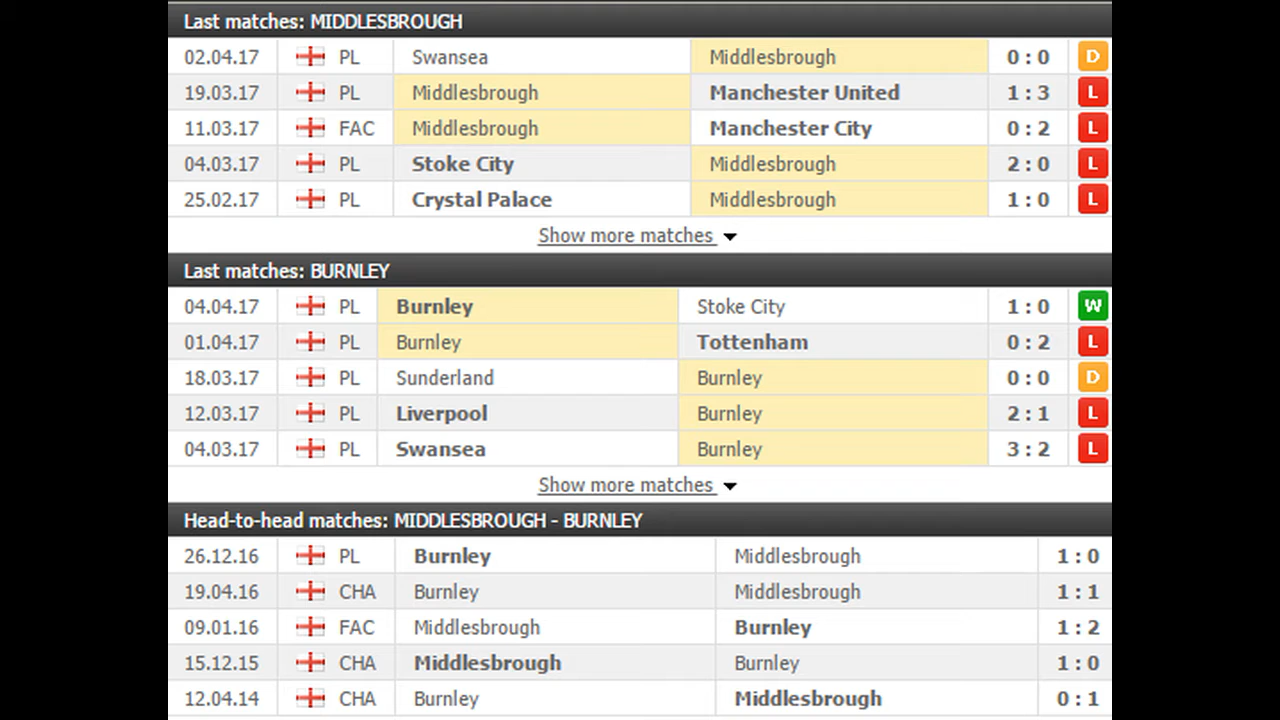 Last matches: MIDDLESBROUGH
02.04.17 PL Swansea Middlesbrough 0 : 0 D
19.03.17 PL Middlesbrough Manchester United 1 : 3 L
11.03.17 FAC Middlesbrough Manchester City 0 : 2 L
04.03.17 PL Stoke City Middlesbrough 2 : 0 L
25.02.17 PL Crystal Palace Middlesbrough 1 : 0 L
Show more matches
Last matches: BURNLEY
04.04.17 PL Burnley Stoke City 1 : 0 W
01.04.17 PL Burnley Tottenham 0 : 2 L
18.03.17 PL Sunderland Burnley 0 : 0 D
12.03.17 PL Liverpool Burnley 2 : 1 L
04.03.17 PL Swansea Burnley 3 : 2 L
Show more matches
Head-to-head matches: MIDDLESBROUGH - BURNLEY
26.12.16 PL Burnley Middlesbrough 1 : 0
19.04.16 CHA Burnley Middlesbrough 1 : 1
09.01.16 FAC Middlesbrough Burnley 1 : 2
15.12.15 CHA Middlesbrough Burnley 1 : 0
12.04.14 CHA Burnley Middlesbrough 0 : 1